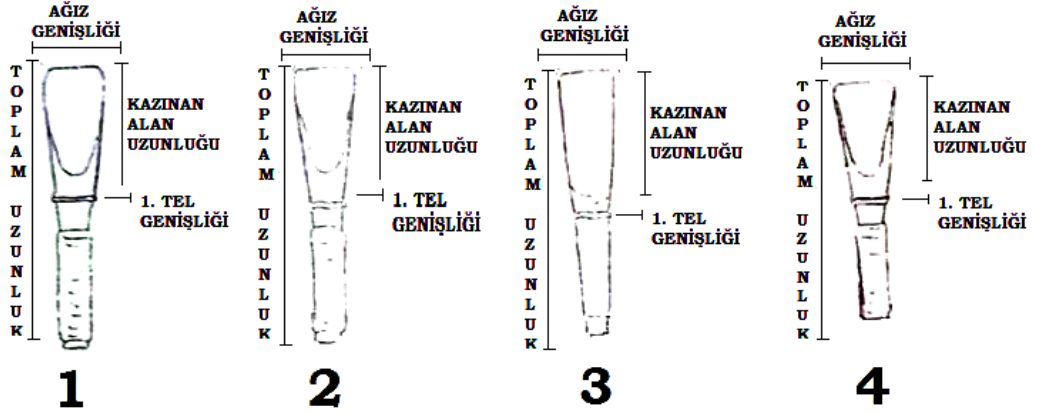 AĞIZ
GENİŞLİĞİ
TOPLAM UZUNLUK
KAZINAN
ALAN
UZUNLUĞU
1. TEL
GENİŞLİĞİ
1
AĞIZ
GENİŞLİĞİ
TOPLAM UZUNLUK
KAZINAN
ALAN
UZUNLUĞU
1. TEL
GENİŞLİĞİ
2
AĞIZ
GENİŞLİĞİ
TOPLAM UZUNLUK
KAZINAN
ALAN
UZUNLUĞU
1. TEL
GENİŞLİĞİ
3
AĞIZ
GENİŞLİĞİ
TOPLAM UZUNLUK
KAZINAN
ALAN
UZUNLUĞU
1. TEL
GENİŞLİĞİ
4